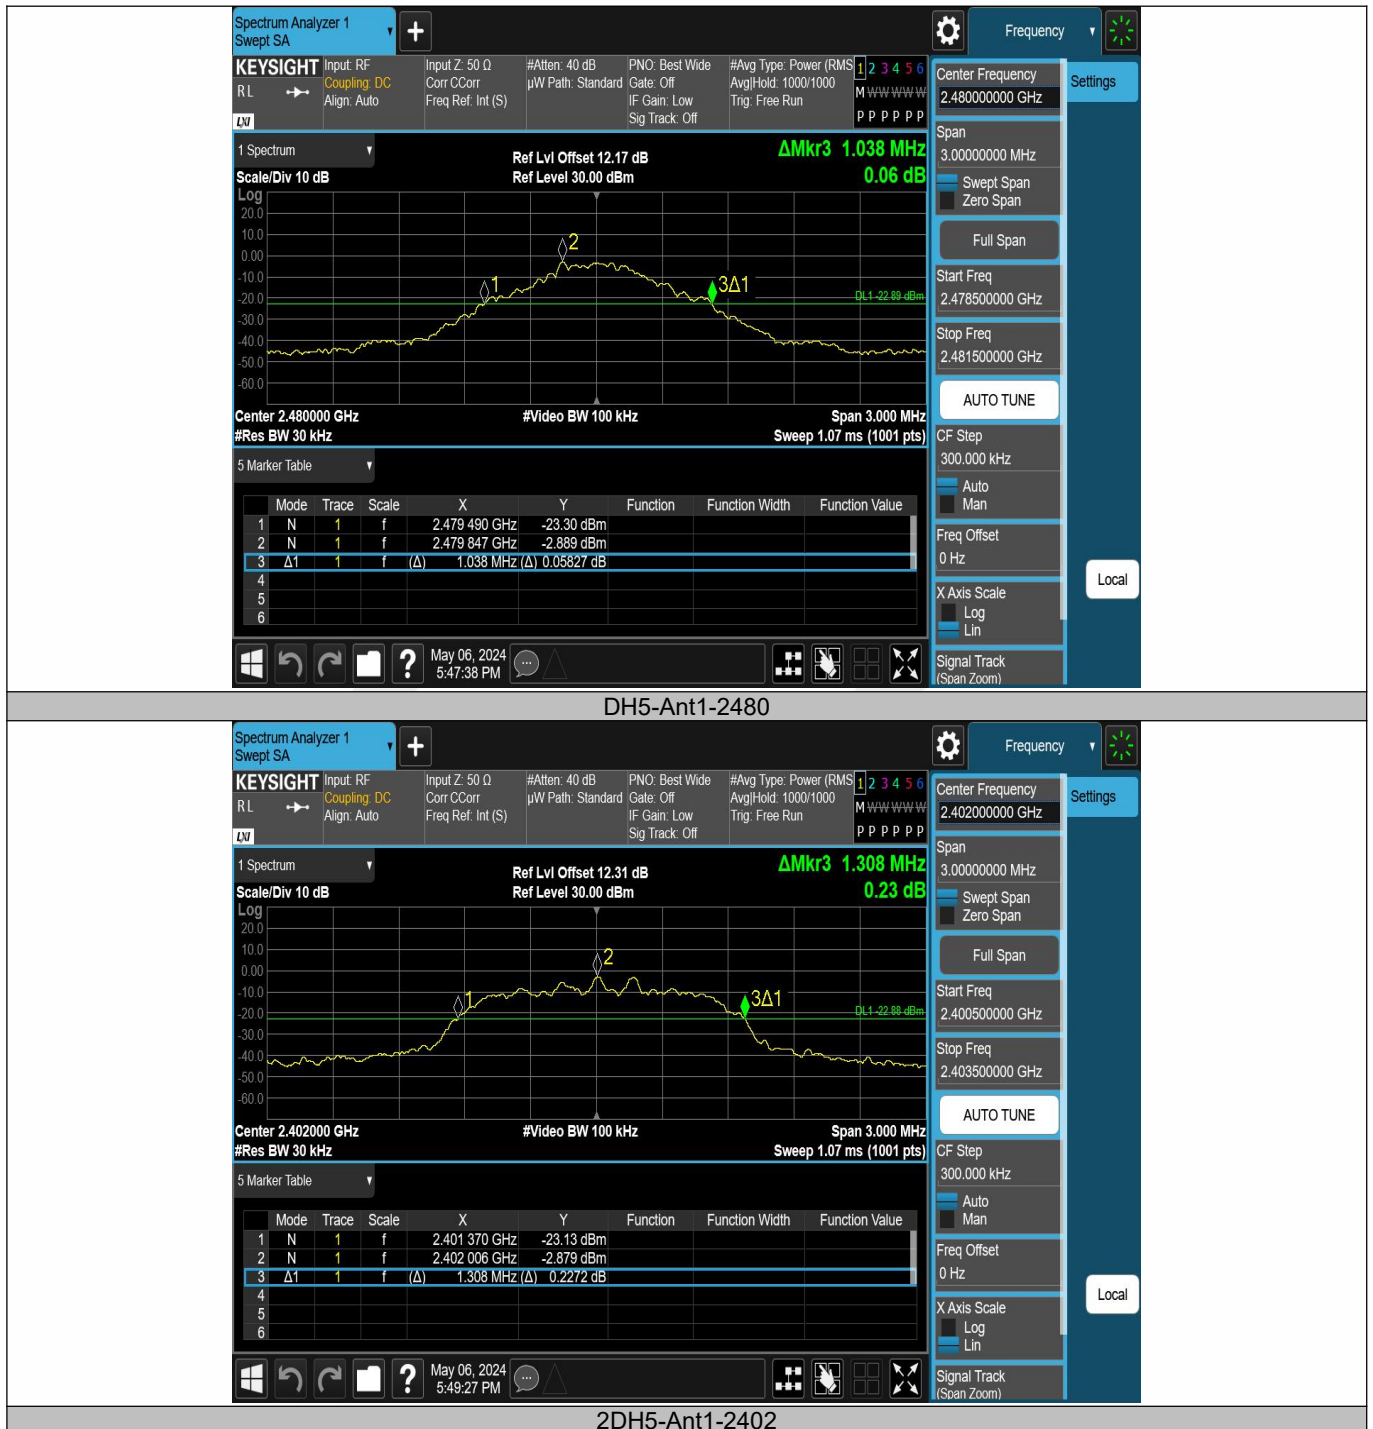 Spectrum Analyzer 1
Swept SA
+
Frequency
KEYSIGHT
RL
LXI
Input: RF
Coupling: DC
Align: Auto
Input Z: 50 Ω
Corr CCorr
Freq Ref: Int (S)
#Atten: 40 dB
µW Path: Standard
PNO: Best Wide
Gate: Off
IF Gain: Low
Sig Track: Off
#Avg Type: Power (RMS
Avg|Hold: 1000/1000
Trig: Free Run
1 2 3 4 5 6
M W W W W W
P P P P P P
Center Frequency
2.480000000 GHz
Settings
Span
3.00000000 MHz
Swept Span
Zero Span
Full Span
Start Freq
2.478500000 GHz
Stop Freq
2.481500000 GHz
AUTO TUNE
CF Step
300.000 kHz
Auto
Man
Freq Offset
0 Hz
X Axis Scale
Log
Lin
Signal Track
(Span Zoom)
Local
1 Spectrum
Scale/Div 10 dB
Ref Lvl Offset 12.17 dB
Ref Level 30.00 dBm
ΔMkr3 1.038 MHz
0.06 dB
Log
20.0
10.0
0.00
-10.0
-20.0
-30.0
-40.0
-50.0
-60.0
1
2
3Δ1
DL1 -22.89 dBm
Center 2.480000 GHz
#Video BW 100 kHz
Span 3.000 MHz
#Res BW 30 kHz
Sweep 1.07 ms (1001 pts)
5 Marker Table
Mode Trace Scale X Y Function Function Width Function Value
1 N 1 f 2.479 490 GHz -23.30 dBm
2 N 1 f 2.479 847 GHz -2.889 dBm
3 Δ1 1 f (Δ) 1.038 MHz (Δ) 0.05827 dB
4
5
6
?
May 06, 2024
5:47:38 PM
DH5-Ant1-2480
Spectrum Analyzer 1
Swept SA
+
Frequency
KEYSIGHT
RL
LXI
Input: RF
Coupling: DC
Align: Auto
Input Z: 50 Ω
Corr CCorr
Freq Ref: Int (S)
#Atten: 40 dB
µW Path: Standard
PNO: Best Wide
Gate: Off
IF Gain: Low
Sig Track: Off
#Avg Type: Power (RMS
Avg|Hold: 1000/1000
Trig: Free Run
1 2 3 4 5 6
M W W W W W
P P P P P P
Center Frequency
2.402000000 GHz
Settings
Span
3.00000000 MHz
Swept Span
Zero Span
Full Span
Start Freq
2.400500000 GHz
Stop Freq
2.403500000 GHz
AUTO TUNE
CF Step
300.000 kHz
Auto
Man
Freq Offset
0 Hz
X Axis Scale
Log
Lin
Signal Track
(Span Zoom)
Local
1 Spectrum
Scale/Div 10 dB
Ref Lvl Offset 12.31 dB
Ref Level 30.00 dBm
ΔMkr3 1.308 MHz
0.23 dB
Log
20.0
10.0
0.00
-10.0
-20.0
-30.0
-40.0
-50.0
-60.0
1
2
3Δ1
DL1 -22.88 dBm
Center 2.402000 GHz
#Video BW 100 kHz
Span 3.000 MHz
#Res BW 30 kHz
Sweep 1.07 ms (1001 pts)
5 Marker Table
Mode Trace Scale X Y Function Function Width Function Value
1 N 1 f 2.401 370 GHz -23.13 dBm
2 N 1 f 2.402 006 GHz -2.879 dBm
3 Δ1 1 f (Δ) 1.308 MHz (Δ) 0.2272 dB
4
5
6
?
May 06, 2024
5:49:27 PM
2DH5-Ant1-2402